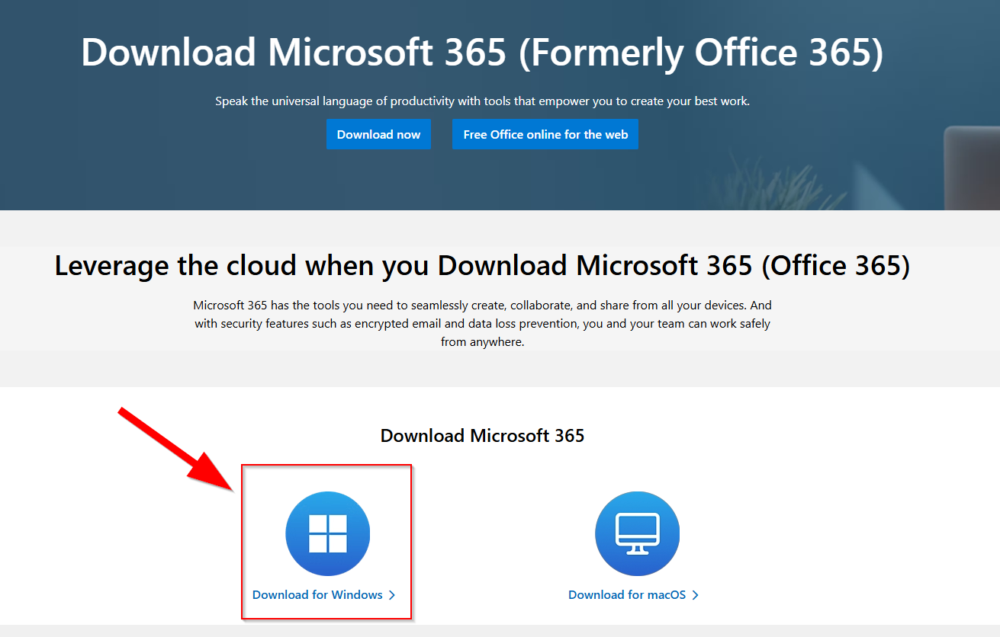 Download Microsoft 365 (Formerly Office 365)
Speak the universal language of productivity with tools that empower you to create your best work.
Download now
Free Office online for the web
Leverage the cloud when you Download Microsoft 365 (Office 365)
Microsoft 365 has the tools you need to seamlessly create, collaborate, and share from all your devices. And
with security features such as encrypted email and data loss prevention, you and your team can work safely
from anywhere.
Download Microsoft 365
Download for Windows
Download for macOS